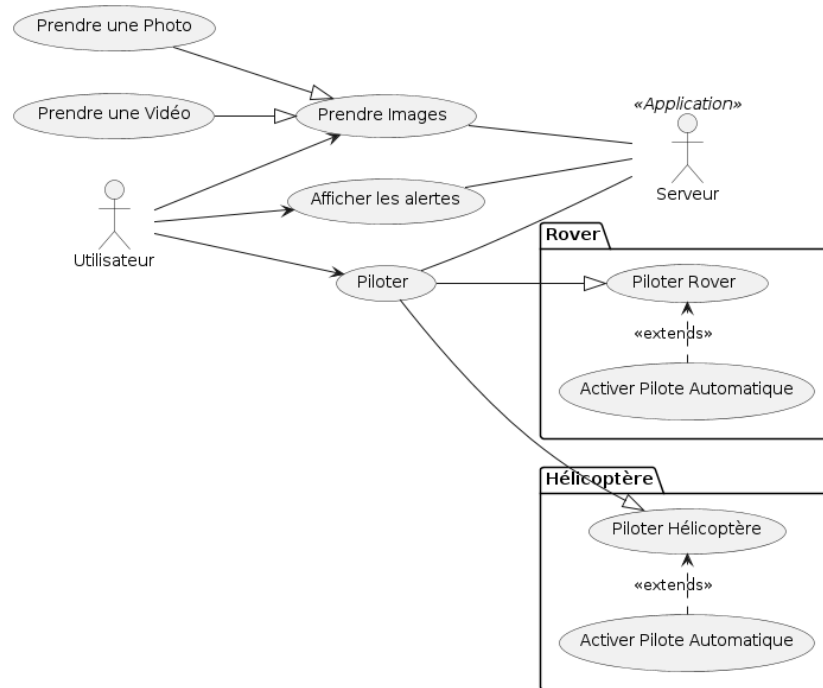 Prendre une Photo
Prendre une Vidéo
Prendre Images
«Application»
Serveur
Afficher les alertes
Utilisateur
Piloter
Rover
Piloter Rover
«extends»
Activer Pilote Automatique
Hélicoptère
Piloter Hélicoptère
«extends»
Activer Pilote Automatique